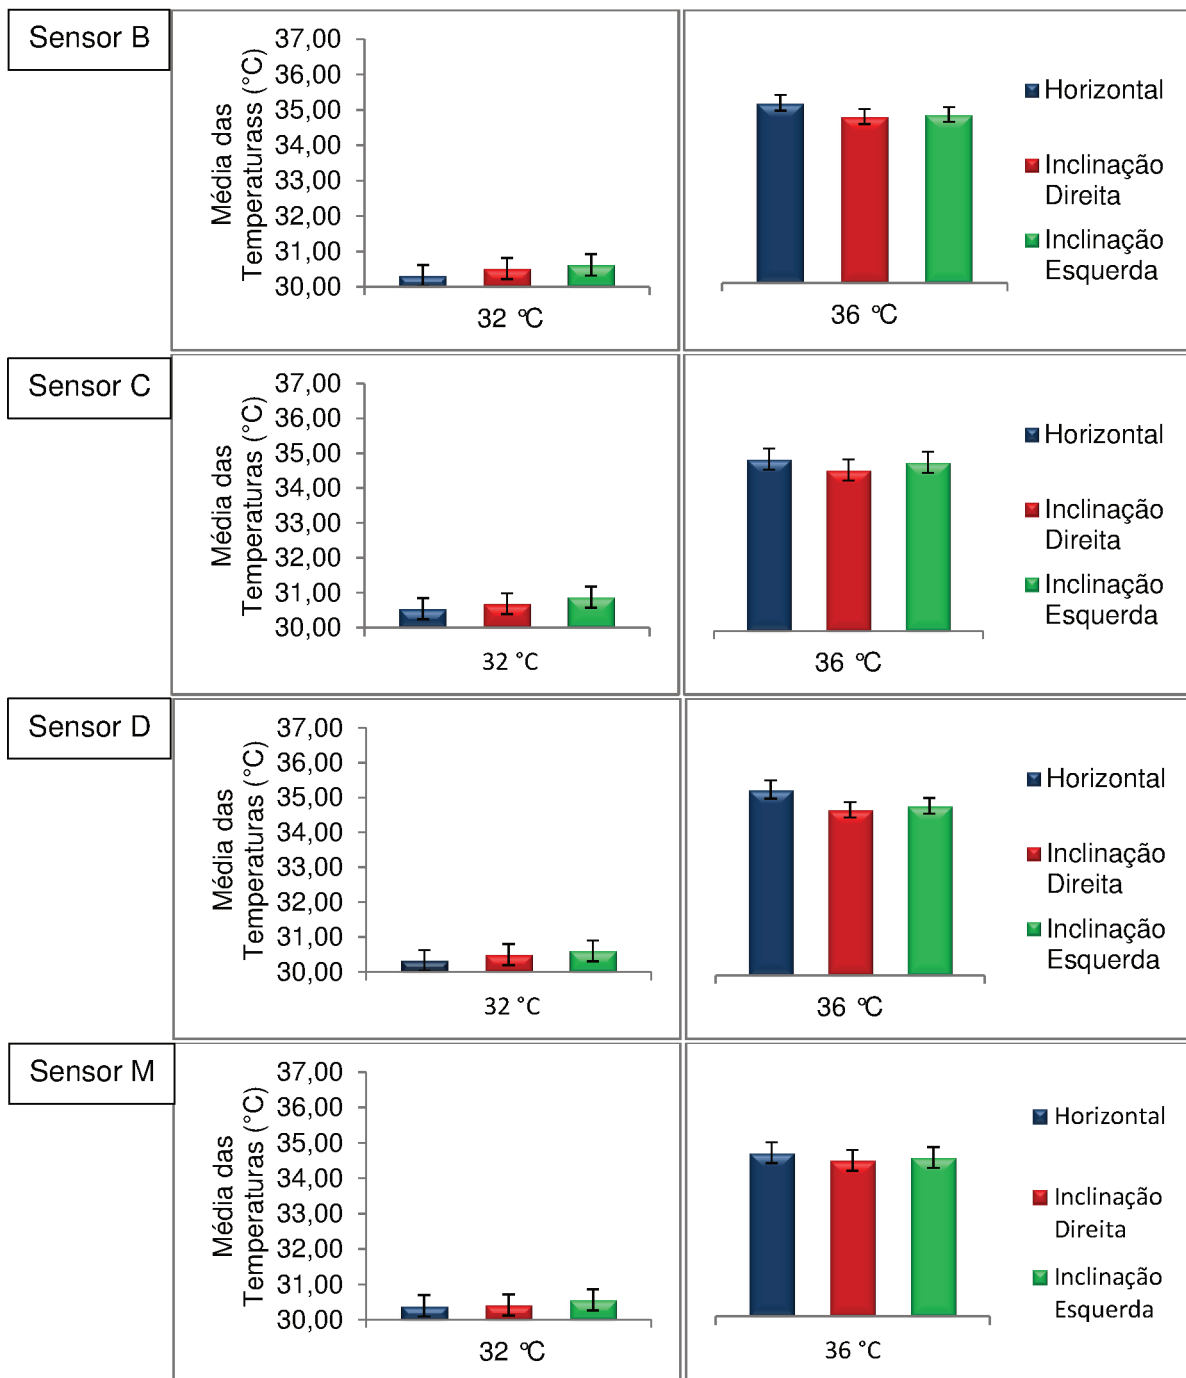 Sensor B
Média das
Temperaturass (°C)
37,00
36,00
35,00
34,00
33,00
32,00
31,00
30,00
32 °C
36 °C
Horizontal
Inclinação
Direita
Inclinação
Esquerda
Sensor C
Média das
Temperaturas (°C)
37,00
36,00
35,00
34,00
33,00
32,00
31,00
30,00
32 °C
36 °C
Horizontal
Inclinação
Direita
Inclinação
Esquerda
Sensor D
Média das
Temperaturas (°C)
37,00
36,00
35,00
34,00
33,00
32,00
31,00
30,00
32 °C
36 °C
Horizontal
Inclinação
Direita
Inclinação
Esquerda
Sensor M
Média das
Temperaturas (°C)
37,00
36,00
35,00
34,00
33,00
32,00
31,00
30,00
32 °C
36 °C
Horizontal
Inclinação
Direita
Inclinação
Esquerda